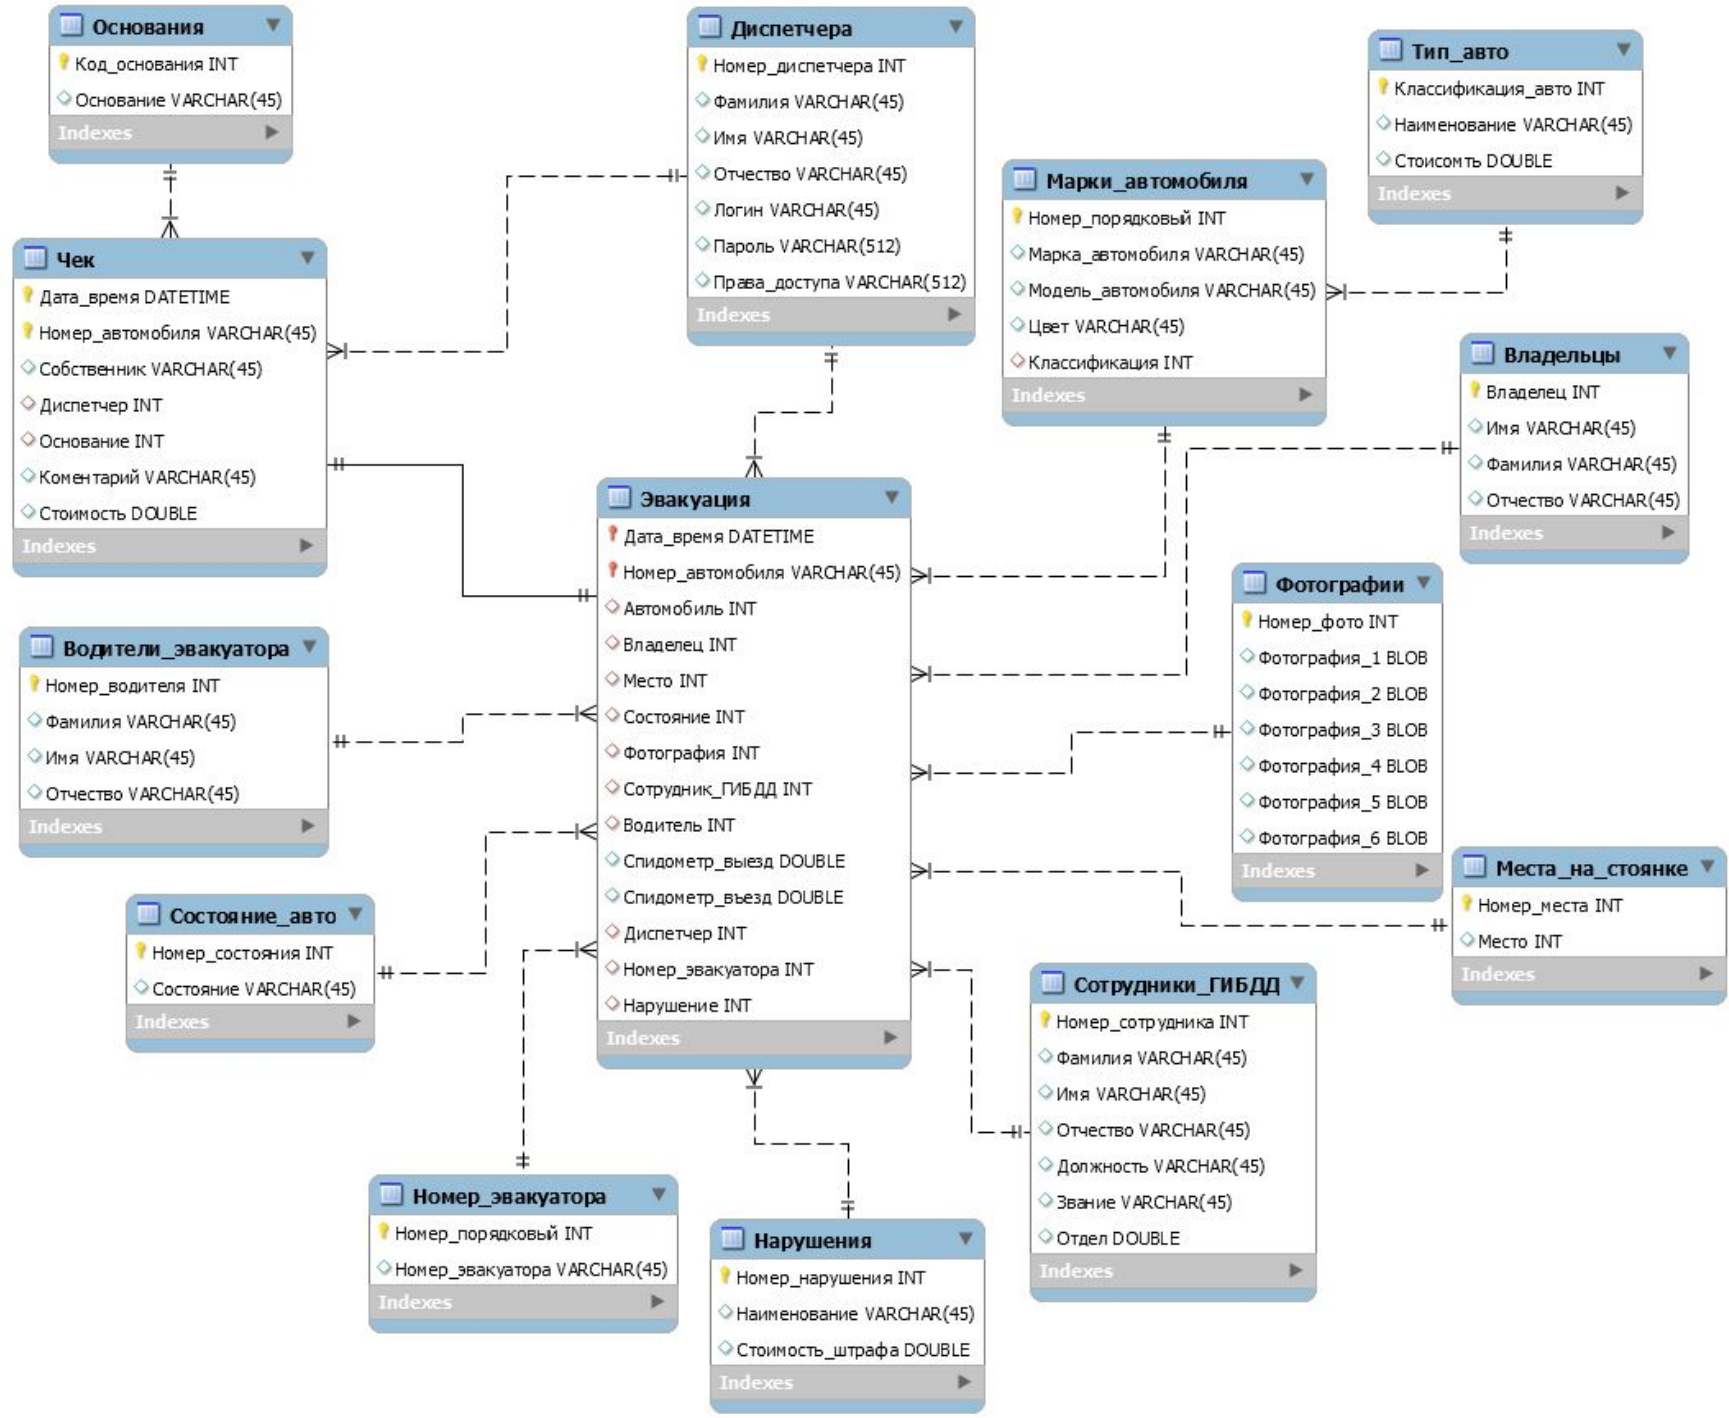 Основания
Код_основания INT
Основание VARCHAR(45)
Indexes
Диспетчера
Номер_диспетчера INT
Фамилия VARCHAR(45)
Имя VARCHAR(45)
Отчество VARCHAR(45)
Логин VARCHAR(45)
Пароль VARCHAR(512)
Права_доступа VARCHAR(512)
Indexes
Тип_авто
Классификация_авто INT
Наименование VARCHAR(45)
Стоисомть DOUBLE
Indexes
Марки_автомобиля
Номер_порядковый INT
Марка_автомобиля VARCHAR(45)
Модель_автомобиля VARCHAR(45)
Цвет VARCHAR(45)
Классификация INT
Indexes
Чек
Дата_время DATETIME
Номер_автомобиля VARCHAR(45)
Собственник VARCHAR(45)
Диспетчер INT
Основание INT
Коментарий VARCHAR(45)
Стоимость DOUBLE
Indexes
Владельцы
Владелец INT
Имя VARCHAR(45)
Фамилия VARCHAR(45)
Отчество VARCHAR(45)
Indexes
Эвакуация
Дата_время DATETIME
Номер_автомобиля VARCHAR(45)
Автомобиль INT
Владелец INT
Место INT
Состояние INT
Фотография INT
Сотрудник_ГИБДД INT
Водитель INT
Спидометр_выезд DOUBLE
Спидометр_въезд DOUBLE
Диспетчер INT
Номер_эвакуатора INT
Нарушение INT
Indexes
Фотографии
Номер_фото INT
Фотография_1 BLOB
Фотография_2 BLOB
Фотография_3 BLOB
Фотография_4 BLOB
Фотография_5 BLOB
Фотография_6 BLOB
Indexes
Водители_эвакуатора
Номер_водителя INT
Фамилия VARCHAR(45)
Имя VARCHAR(45)
Отчество VARCHAR(45)
Indexes
Места_на_стоянке
Номер_места INT
Место INT
Indexes
Состояние_авто
Номер_состояния INT
Состояние VARCHAR(45)
Indexes
Сотрудники_ГИБДД
Номер_сотрудника INT
Фамилия VARCHAR(45)
Имя VARCHAR(45)
Отчество VARCHAR(45)
Должность VARCHAR(45)
Звание VARCHAR(45)
Отдел DOUBLE
Indexes
Номер_эвакуатора
Номер_порядковый INT
Номер_эвакуатора VARCHAR(45)
Indexes
Нарушения
Номер_нарушения INT
Наименование VARCHAR(45)
Стоимость_штрафа DOUBLE
Indexes